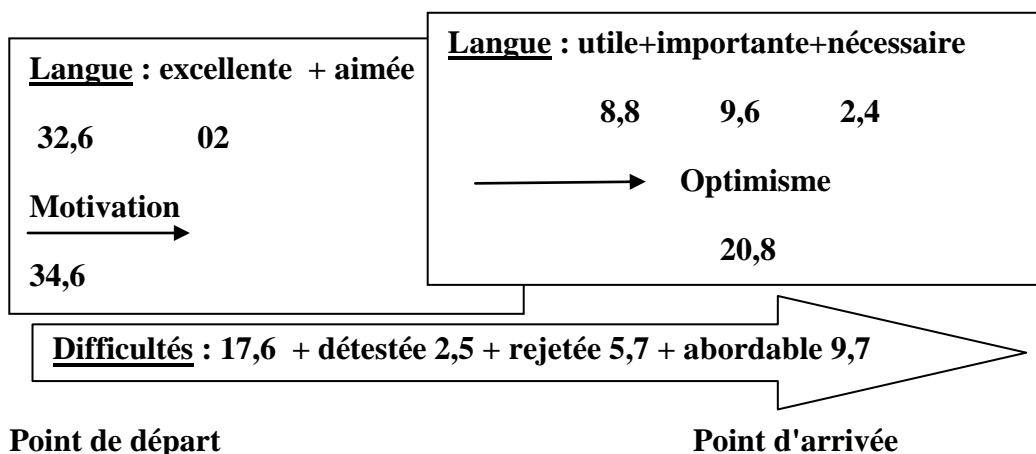 Langue : excellente + aimée
32,6 02
Motivation
34,6
Langue : utile+importante+nécessaire
8,8 9,6 2,4
Optimisme
20,8
Difficultés : 17,6 + détestée 2,5 + rejetée 5,7 + abordable 9,7
Point de départ Point d'arrivée